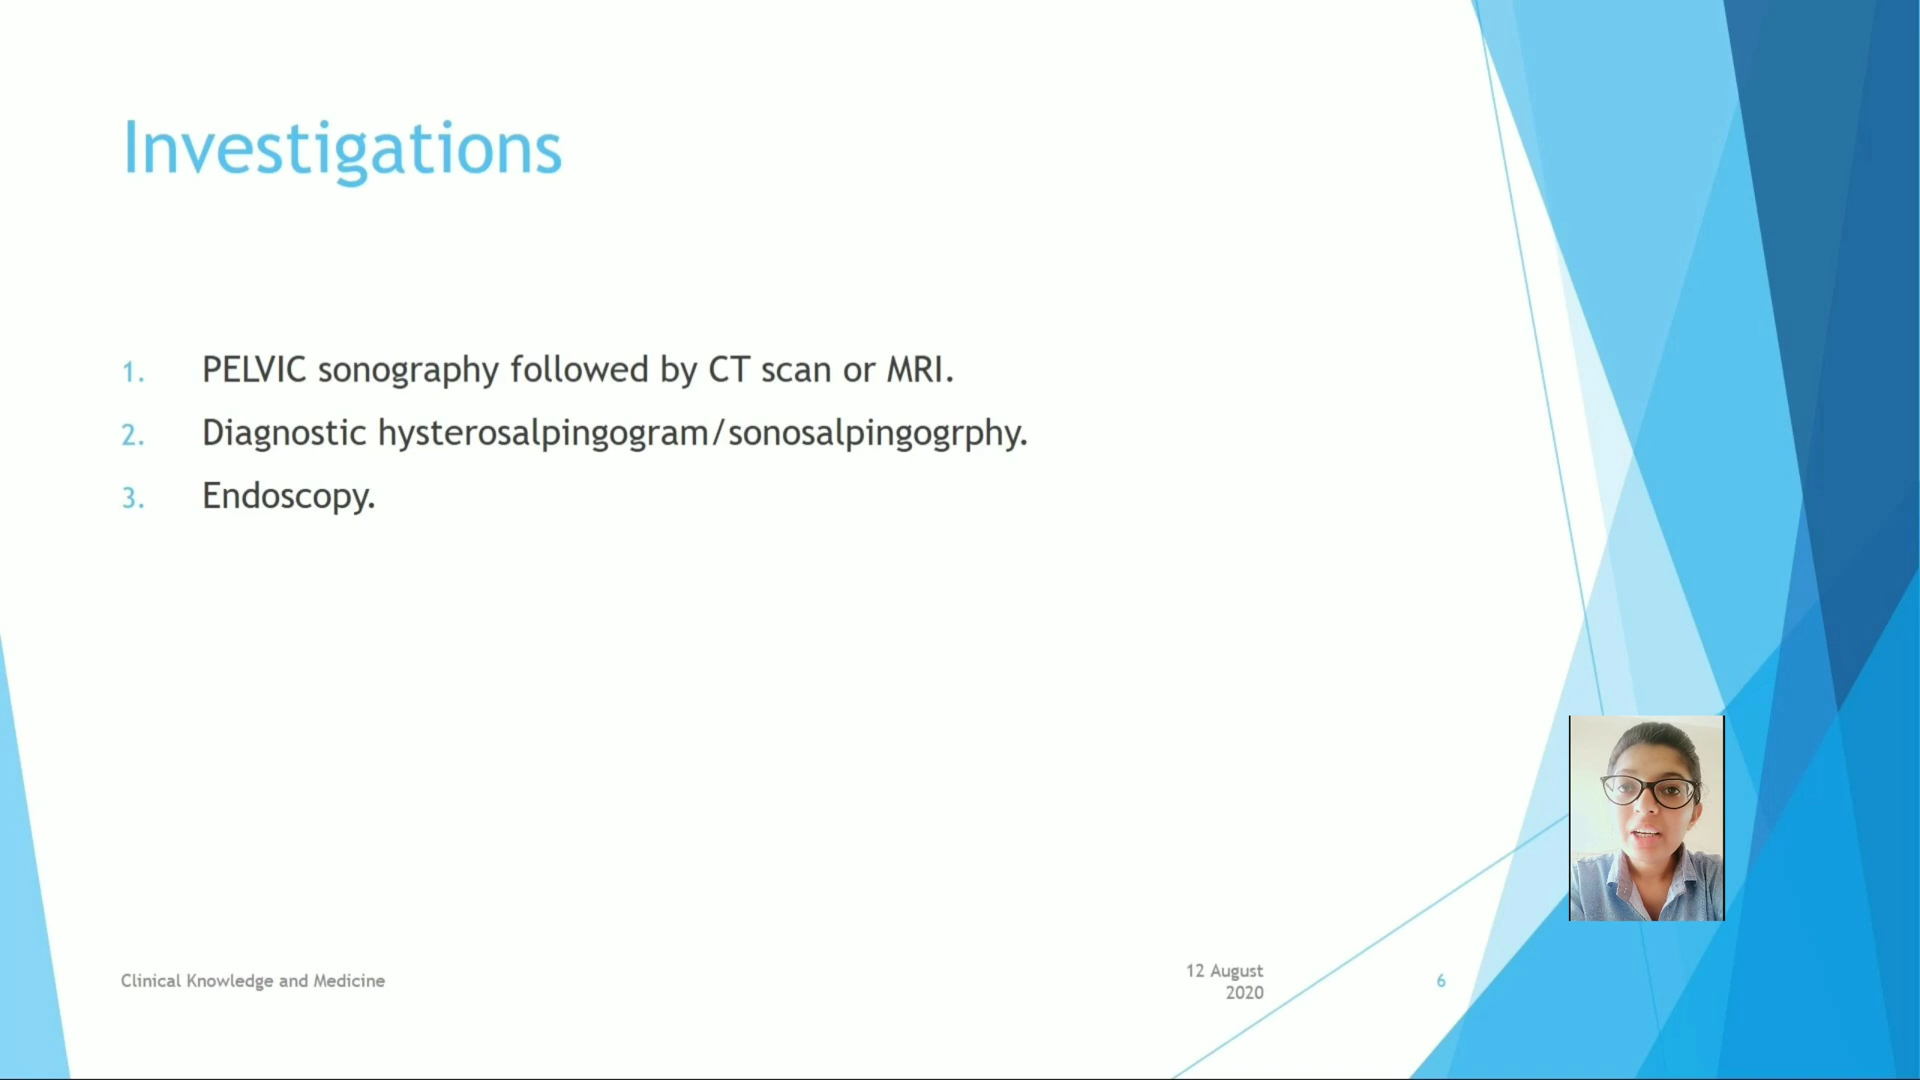 Investigations
1. PELVIC sonography followed by CT scan or MRI.
2. Diagnostic hysterosalpingogram/sonosalpingogrphy.
3. Endoscopy.
Clinical Knowledge and Medicine
12 August
2020
6